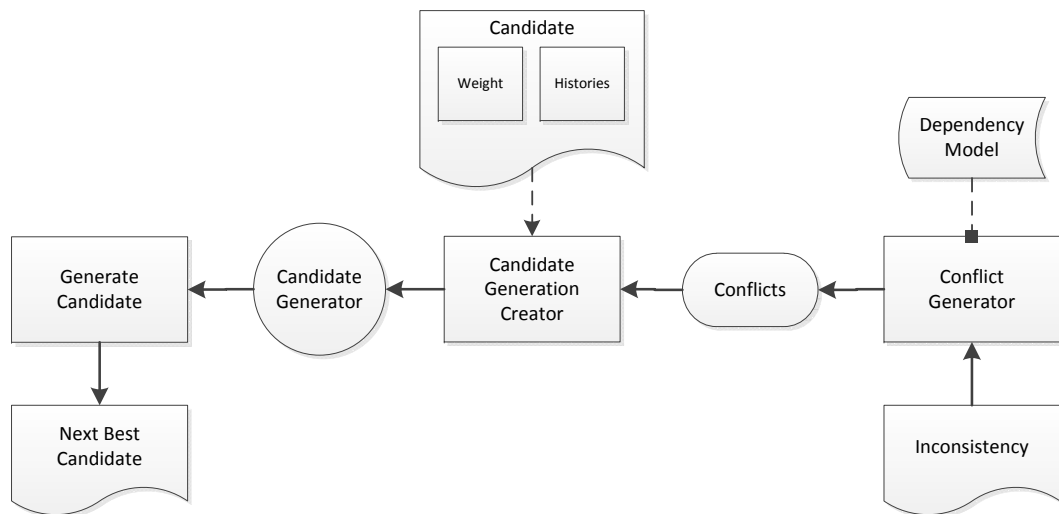 Candidate
Weight
Histories
Dependency
Model
Generate
Candidate
Candidate
Generator
Candidate
Generation
Creator
Conflicts
Conflict
Generator
Next Best
Candidate
Inconsistency